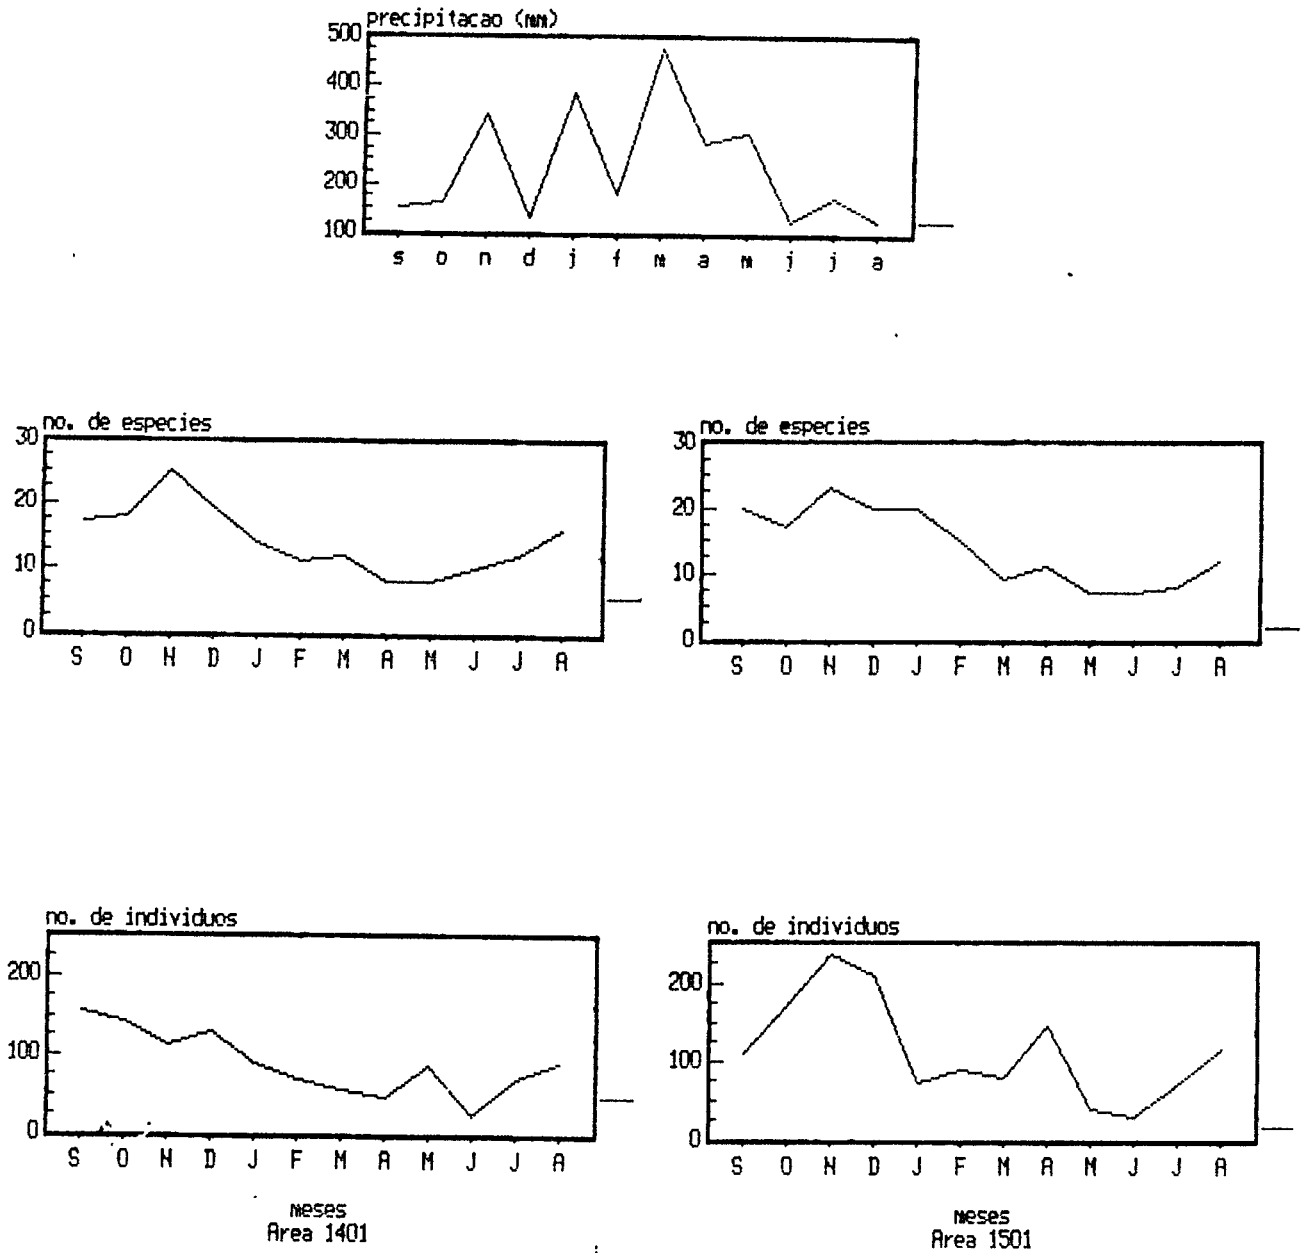 precipitacao (mm)
500
400
300
200
100
s o n d j f m a m j j a
no. de especies
30
20
10
0
S O N D J F M A M J J A
no. de especies
30
20
10
0
S O N D J F M A M J J A
no. de individuos
200
100
0
S O N D J F M A M J J A
meses
Area 1401
no. de individuos
200
100
0
S O N D J F M A M J J A
meses
Area 1501